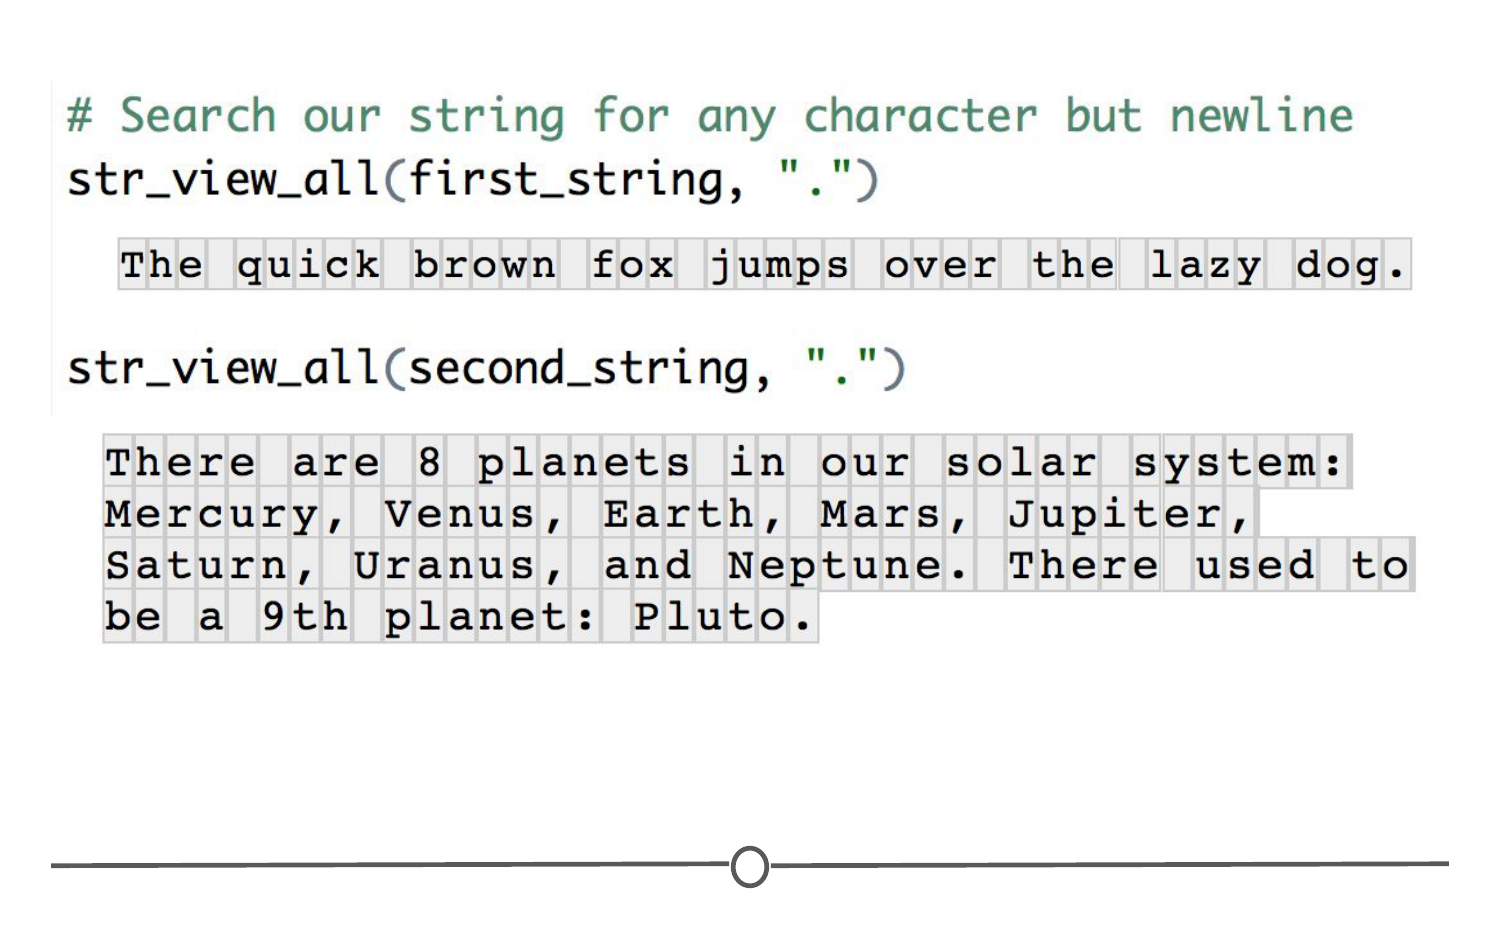 # Search our string for any character but newline
str_view_all(first_string, ".")
The quick brown fox jumps over the lazy dog.
str_view_all(second_string, ".")
There are 8 planets in our solar system:
Mercury, Venus, Earth, Mars, Jupiter,
Saturn, Uranus, and Neptune. There used to
be a 9th planet: Pluto.